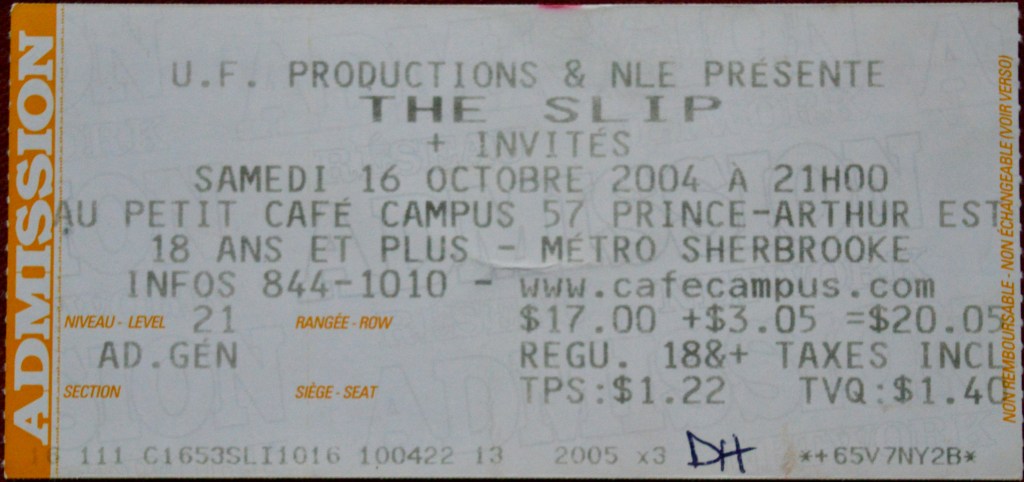 ADMISSION
U.F. PRODUCTIONS & NLE PRÉSENTE
THE SLIP
+ INVITÉS
SAMEDI 16 OCTOBRE 2004 À 21H00
AU PETIT CAFÉ CAMPUS 57 PRINCE-ARTHUR EST
18 ANS ET PLUS - MÉTRO SHERBROOKE
INFOS 844-1010 - www.cafecampus.com
NIVEAU - LEVEL 21 RANGÉE - ROW $17.00 +$3.05 =$20.05
AD.GÉN REGU. 18&+ TAXES INCL
SECTION SIÈGE - SEAT TPS:$1.22 TVQ:$1.40
16 111 C1653SLI1016 100422 13 2005 x3 DH *+65V7NY2B*
NON REMBOURSABLE - NON ÉCHANGEABLE (VOIR VERSO)